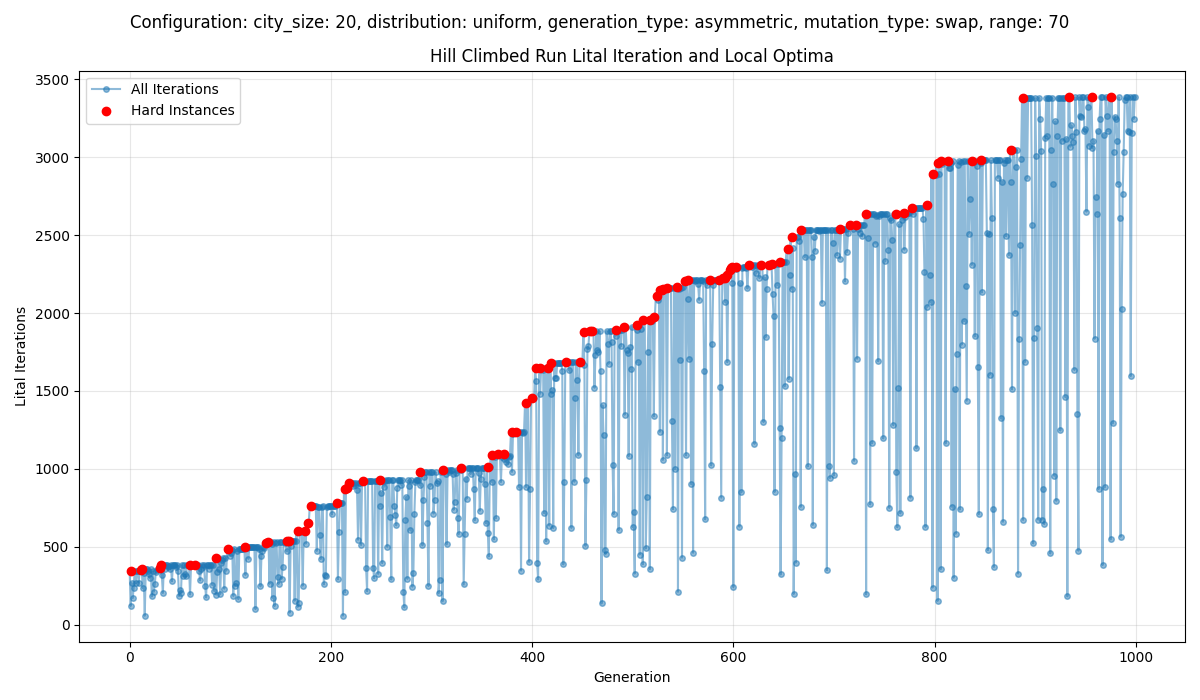 Configuration: city_size: 20, distribution: uniform, generation_type: asymmetric, mutation_type: swap, range: 70
Hill Climbed Run Lital Iteration and Local Optima
All Iterations
Hard Instances
3500
3000
2500
2000
1500
1000
500
0
Lital Iterations
0 200 400 600 800 1000
Generation